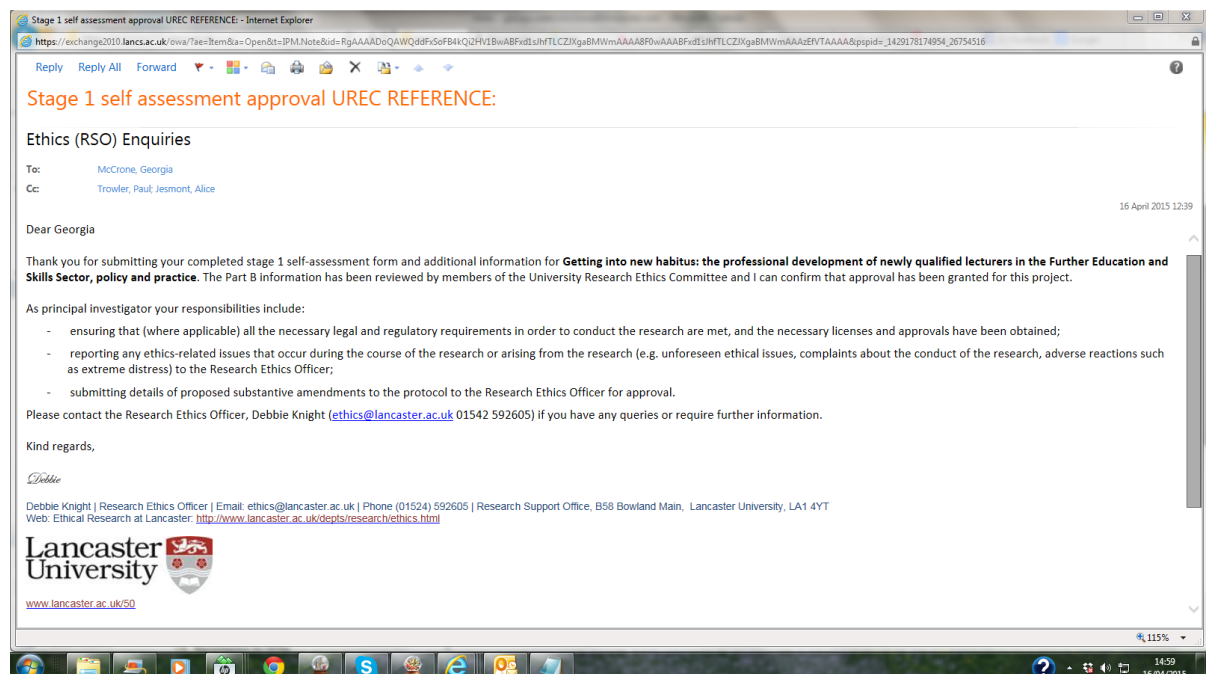 Stage 1 self assessment approval UREC REFERENCE: - Internet Explorer
https://exchange2010.lancs.ac.uk/owa/?ae=Item&a=Open&t=IPM.Note&id=
Reply Reply All Forward
Stage 1 self assessment approval UREC REFERENCE:
Ethics (RSO) Enquiries
To: McCrone, Georgia
Cc: Trowler, Paul; Jesmont, Alice
16 April 2015 12:39
Dear Georgia
Thank you for submitting your completed stage 1 self-assessment form and additional information for Getting into new habitus: the professional development of newly qualified lecturers in the Further Education and
Skills Sector, policy and practice. The Part B information has been reviewed by members of the University Research Ethics Committee and I can confirm that approval has been granted for this project.
As principal investigator your responsibilities include:
- ensuring that (where applicable) all the necessary legal and regulatory requirements in order to conduct the research are met, and the necessary licenses and approvals have been obtained;
- reporting any ethics-related issues that occur during the course of the research or arising from the research (e.g. unforeseen ethical issues, complaints about the conduct of the research, adverse reactions such
as extreme distress) to the Research Ethics Officer;
- submitting details of proposed substantive amendments to the protocol to the Research Ethics Officer for approval.
Please contact the Research Ethics Officer, Debbie Knight (ethics@lancaster.ac.uk 01542 592605) if you have any queries or require further information.
Kind regards,
Debbie
Debbie Knight | Research Ethics Officer | Email: ethics@lancaster.ac.uk | Phone (01524) 592605 | Research Support Office, B58 Bowland Main, Lancaster University, LA1 4YT
Web: Ethical Research at Lancaster: http://www.lancaster.ac.uk/depts/research/ethics.html
Lancaster
University
www.lancaster.ac.uk/50
115%
14:59
16/04/2015